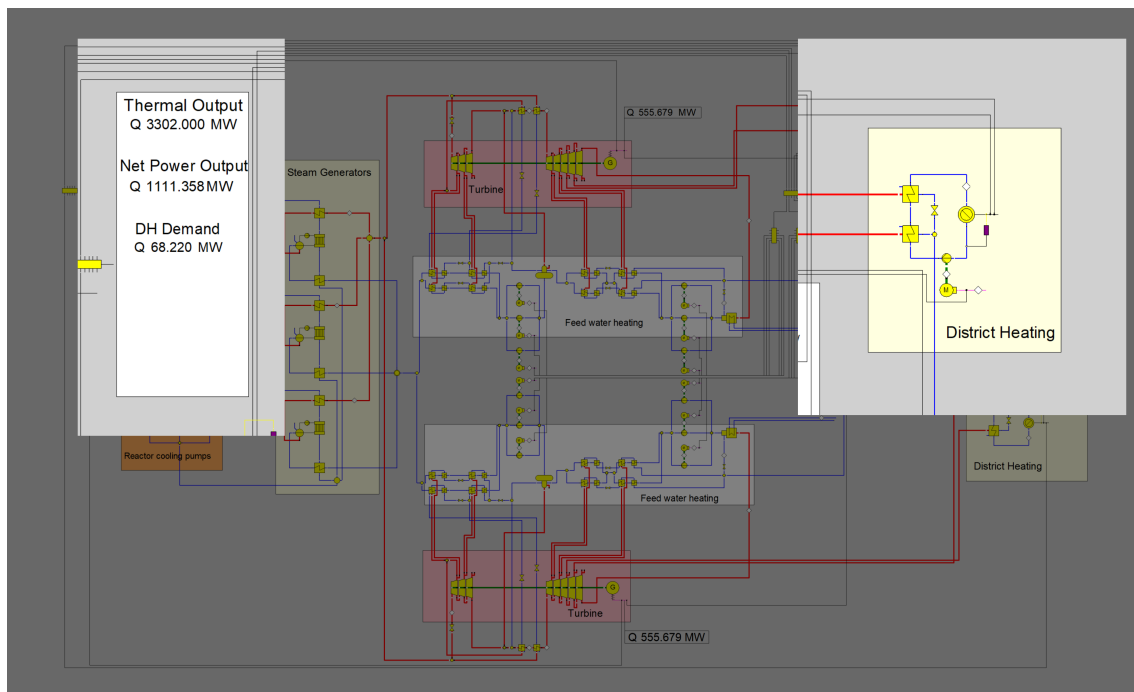 Thermal Output
Q 3302.000 MW
Net Power Output
Q 1111.358 MW
DH Demand
Q 68.220 MW
Steam Generators
Q 555.679 MW
Turbine
G
Feed water heating
M
District Heating
Reactor cooling pumps
Feed water heating
District Heating
G
Turbine
Q 555.679 MW